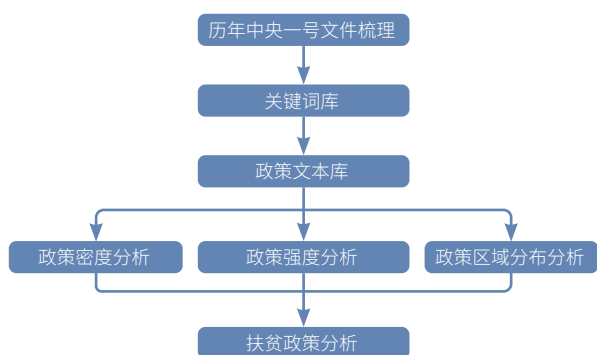 历年中央一号文件梳理
关键词库
政策文本库
政策密度分析
政策强度分析
政策区域分布分析
扶贫政策分析